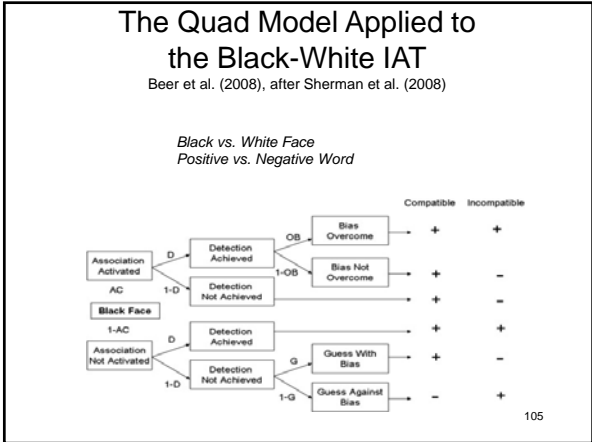 The Quad Model Applied to
the Black-White IAT
Beer et al. (2008), after Sherman et al. (2008)
Black vs. White Face
Positive vs. Negative Word
Compatible Incompatible
OB Bias
Overcome + +
D Detection
Achieved
Association
Activated
1-OB Bias Not
Overcome + –
AC
1-D Detection
Not Achieved + –
Black Face
1-AC
D Detection
Achieved + +
Association
Not Activated
G Guess With
Bias + –
1-D Detection
Not Achieved
1-G Guess Against
Bias – +
105